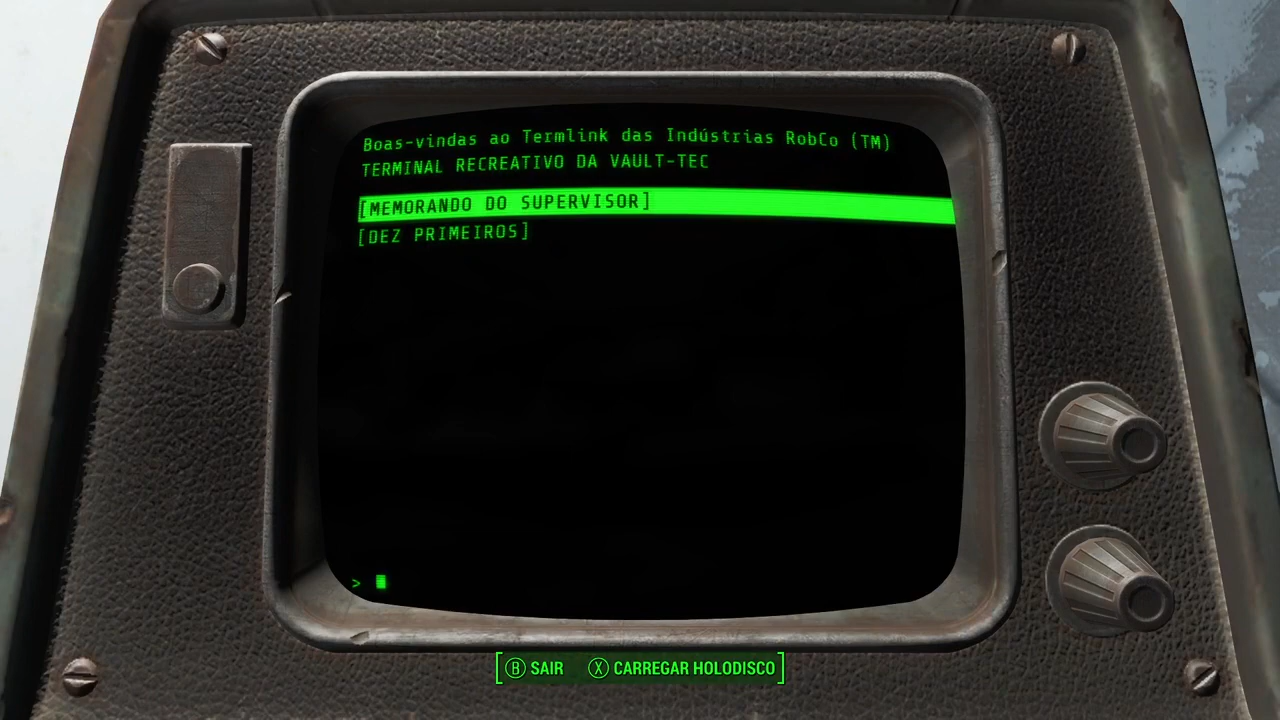 Boas-vindas ao Termlink das Indústrias RobCo (TM)
TERMINAL RECREATIVO DA VAULT-TEC
[MEMORANDO DO SUPERVISOR]
[DEZ PRIMEIROS]
>
B SAIR X CARREGAR HOLODISCO